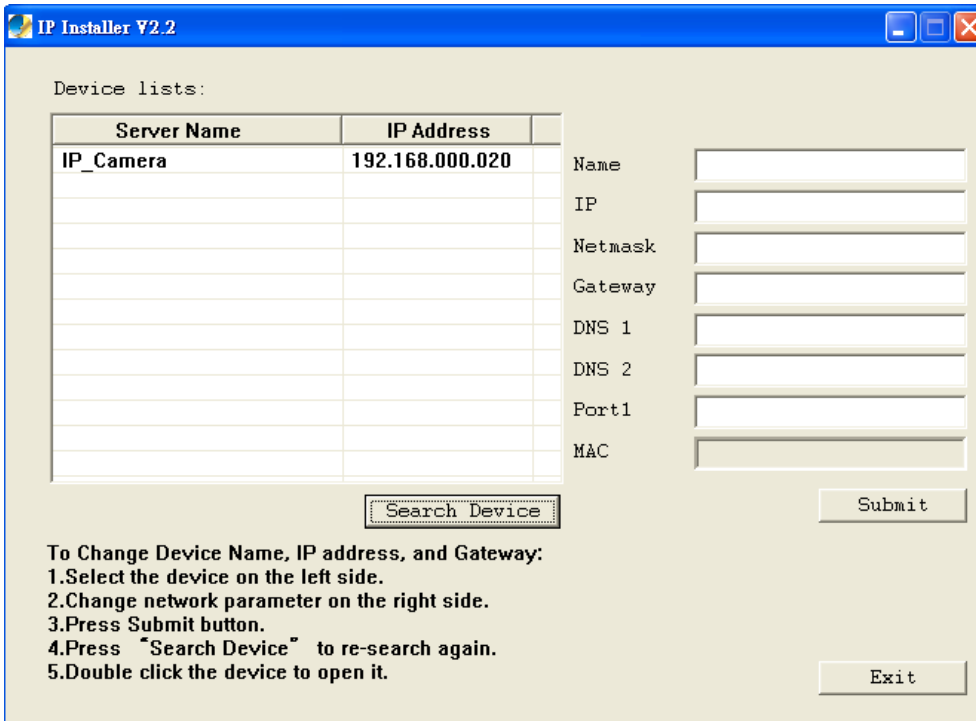 IP Installer V2.2
Device lists:
Server Name IP Address
IP_Camera 192.168.000.020
Name
IP
Netmask
Gateway
DNS 1
DNS 2
Port1
MAC
Search Device
Submit
To Change Device Name, IP address, and Gateway:
1.Select the device on the left side.
2.Change network parameter on the right side.
3.Press Submit button.
4.Press “Search Device” to re-search again.
5.Double click the device to open it.
Exit